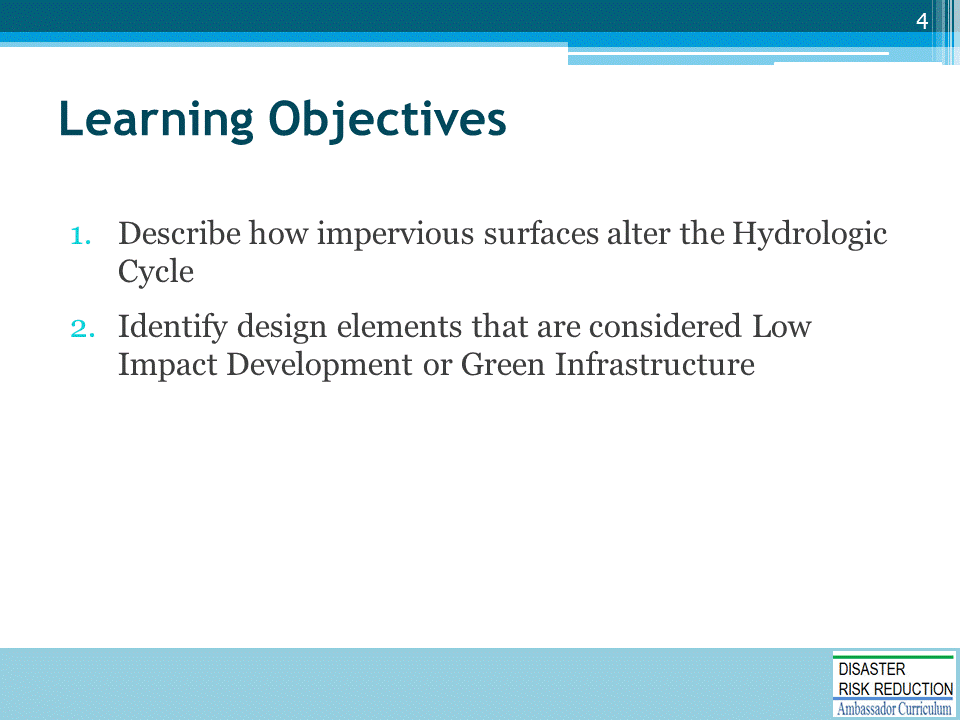 4
Learning Objectives
1. Describe how impervious surfaces alter the Hydrologic
Cycle
2. Identify design elements that are considered Low
Impact Development or Green Infrastructure
DISASTER
RISK REDUCTION
Ambassador Curriculum